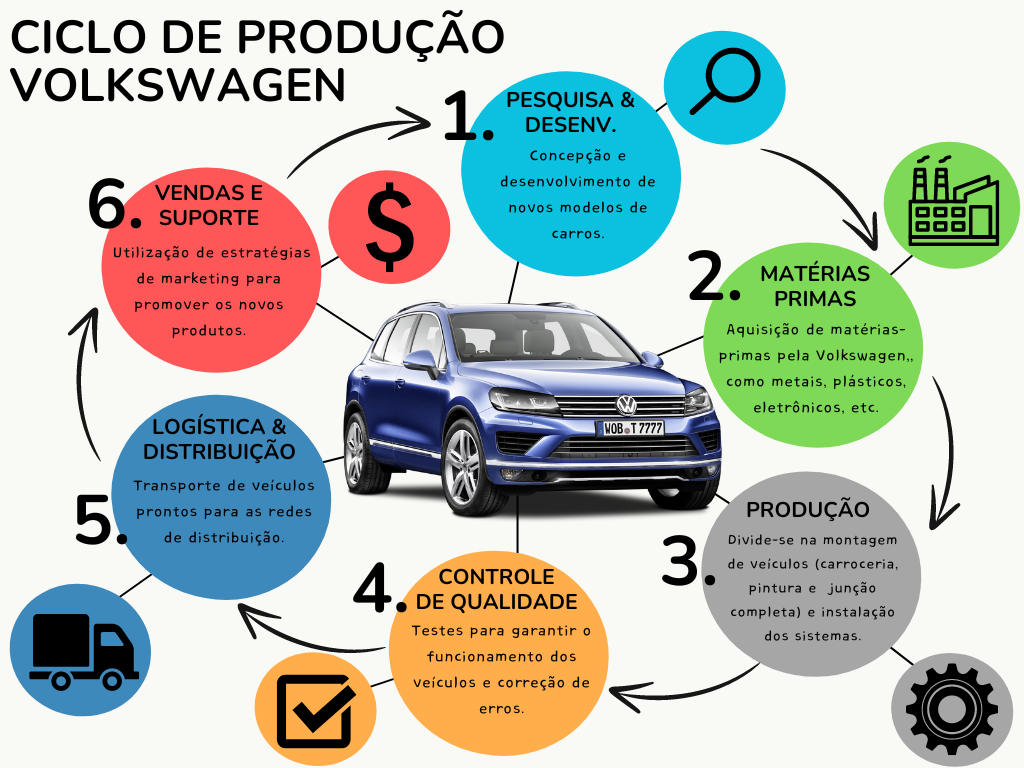 CICLO DE PRODUÇÃO
VOLKSWAGEN
1.
PESQUISA &
DESENV.
Concepção e
desenvolvimento de
novos modelos de
carros.
2.
MATÉRIAS
PRIMAS
Aquisição de matérias-
primas pela Volkswagen,,
como metais, plásticos,
eletrônicos, etc.
3.
PRODUÇÃO
Divide-se na montagem
de veículos (carroceria,
pintura e junção
completa) e instalação
dos sistemas.
4.
CONTROLE
DE QUALIDADE
Testes para garantir o
funcionamento dos
veículos e correção de
erros.
5.
LOGÍSTICA &
DISTRIBUIÇÃO
Transporte de veículos
prontos para as redes
de distribuição.
6.
VENDAS E
SUPORTE
Utilização de estratégias
de marketing para
promover os novos
produtos.
$
WOB T 7777